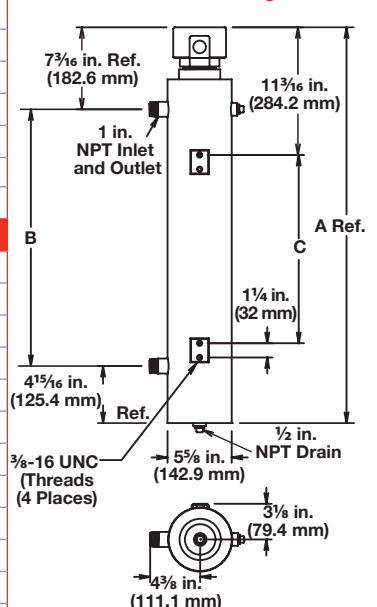 7³⁄₁₆ in. Ref.
(182.6 mm)
11³⁄₁₆ in.
(284.2 mm)
1 in.
NPT Inlet
and Outlet
A Ref.
B
C
1¼ in.
(32 mm)
4¹⁵⁄₁₆ in.
(125.4 mm)
Ref.
½ in.
NPT Drain
⅜-16 UNC
(Threads
(4 Places)
5⅝ in.
(142.9 mm)
3⅛ in.
(79.4 mm)
4⅜ in.
(111.1 mm)